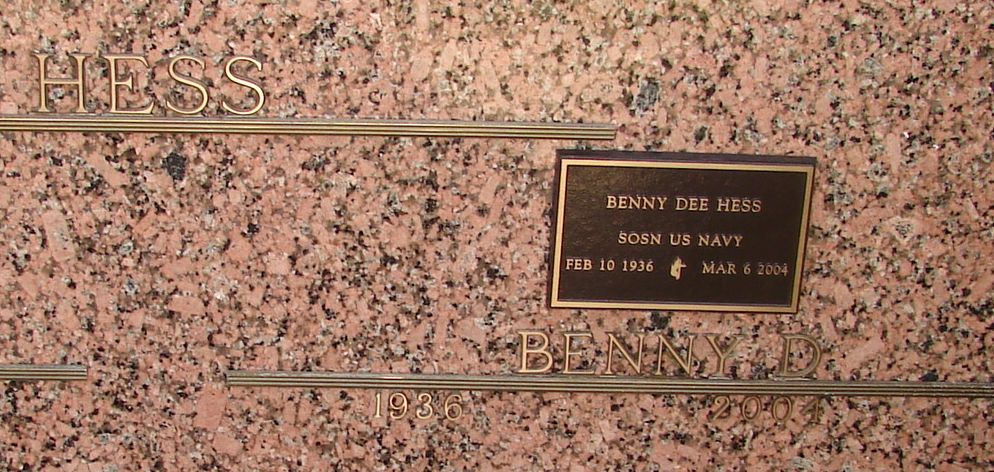 HESS
BENNY DEE HESS
SOSN US NAVY
FEB 10 1936 MAR 6 2004
BENNY D
1936 2004